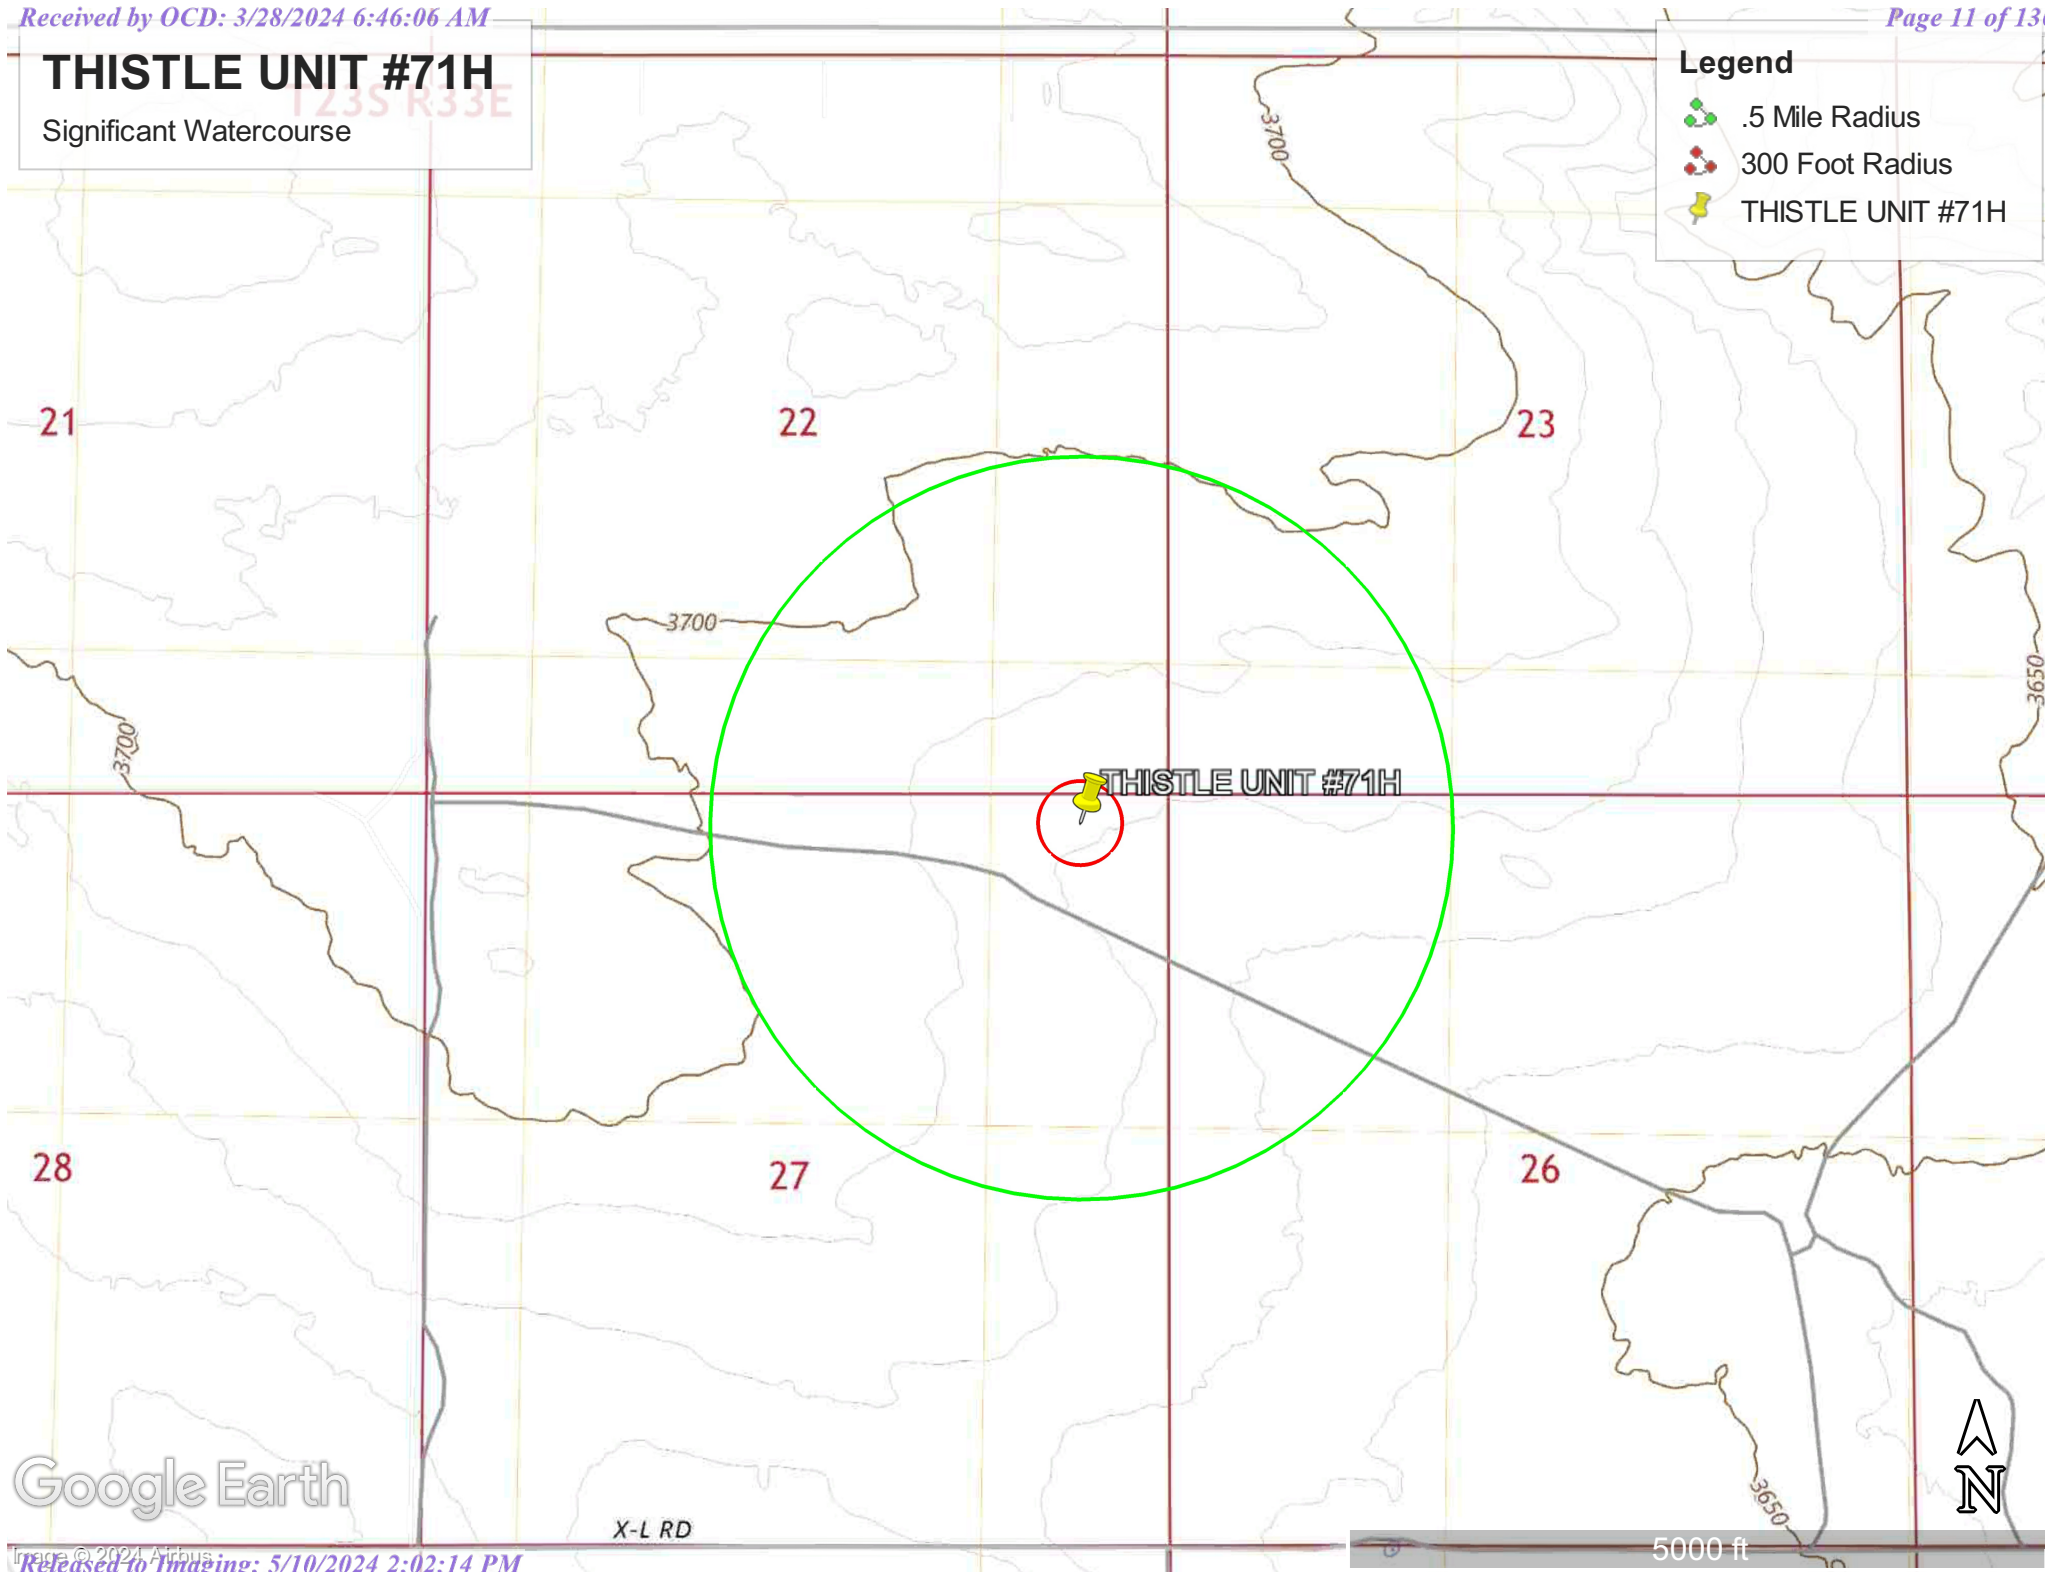 Received by OCD: 3/28/2024 6:46:06 AM
Page 11 of 13
THISTLE UNIT #71H
T23S R33E
Significant Watercourse
Legend
.5 Mile Radius
300 Foot Radius
THISTLE UNIT #71H
3700
21
22
23
3700
3650
3700
THISTLE UNIT #71H
28
27
26
Google Earth
N
3650
X-L RD
5000 ft
Image © 2024 Airbus
Released to Imaging: 5/10/2024 2:02:14 PM